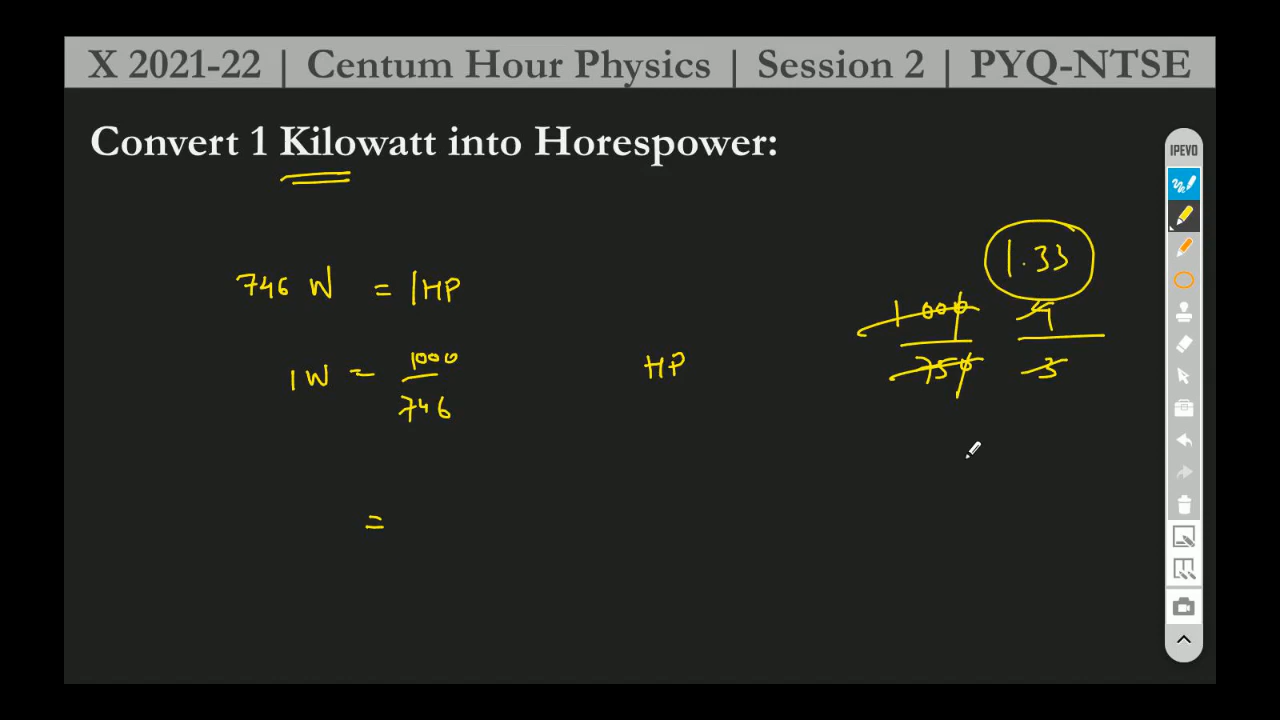 X 2021-22 | Centum Hour Physics | Session 2 | PYQ-NTSE
Convert 1 Kilowatt into Horespower:
IPEVO
746 W = 1HP
1 W = 1000/746 HP
=
1.33
1000/750 4/3